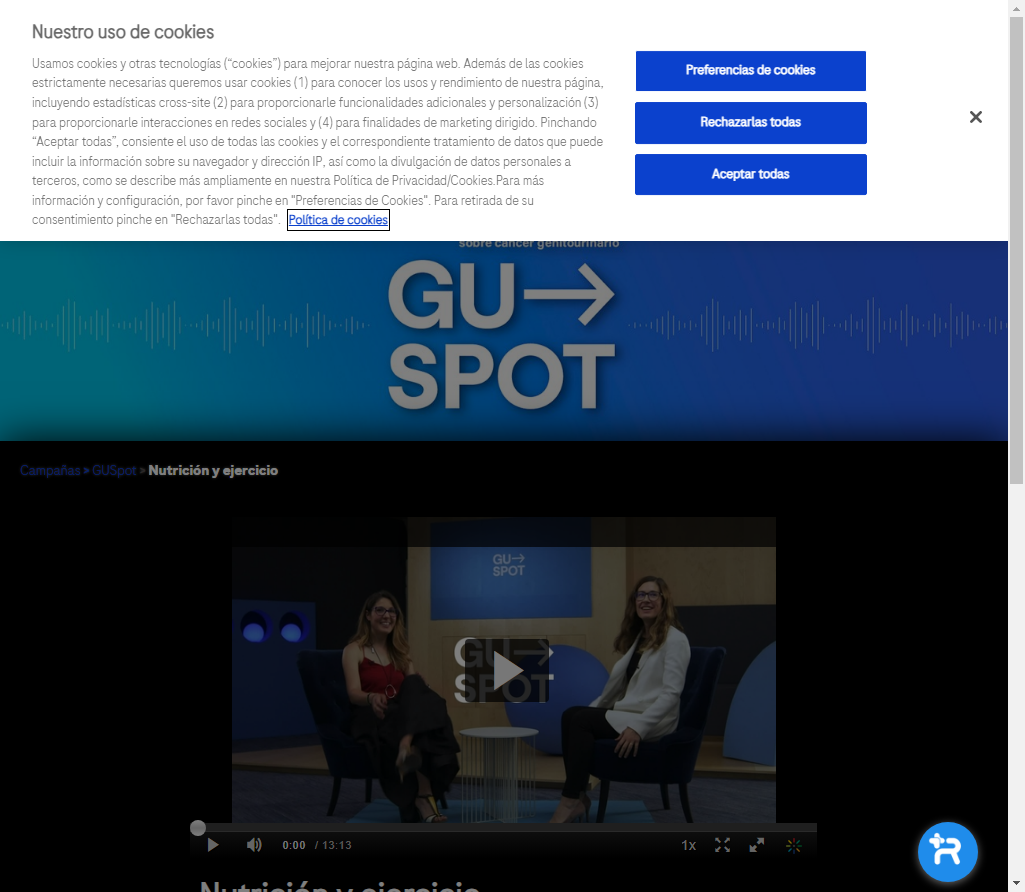 Nuestro uso de cookies
Usamos cookies y otras tecnologías (“cookies”) para mejorar nuestra página web. Además de las cookies
estrictamente necesarias queremos usar cookies (1) para conocer los usos y rendimiento de nuestra página,
incluyendo estadísticas cross-site (2) para proporcionarle funcionalidades adicionales y personalización (3)
para proporcionarle interacciones en redes sociales y (4) para finalidades de marketing dirigido. Pinchando
“Aceptar todas”, consiente el uso de todas las cookies y el correspondiente tratamiento de datos que puede
incluir la información sobre su navegador y dirección IP, así como la divulgación de datos personales a
terceros, como se describe más ampliamente en nuestra Política de Privacidad/Cookies.Para más
información y configuración, por favor pinche en "Preferencias de Cookies". Para retirada de su
consentimiento pinche en "Rechazarlas todas". Política de cookies
Preferencias de cookies
Rechazarlas todas
Aceptar todas
sobre cáncer genitourinario
GU
SPOT
Campañas > GUSpot > Nutrición y ejercicio
GU
SPOT
GU
SPOT
0:00 / 13:13
1x
Nutrición y ejercicio